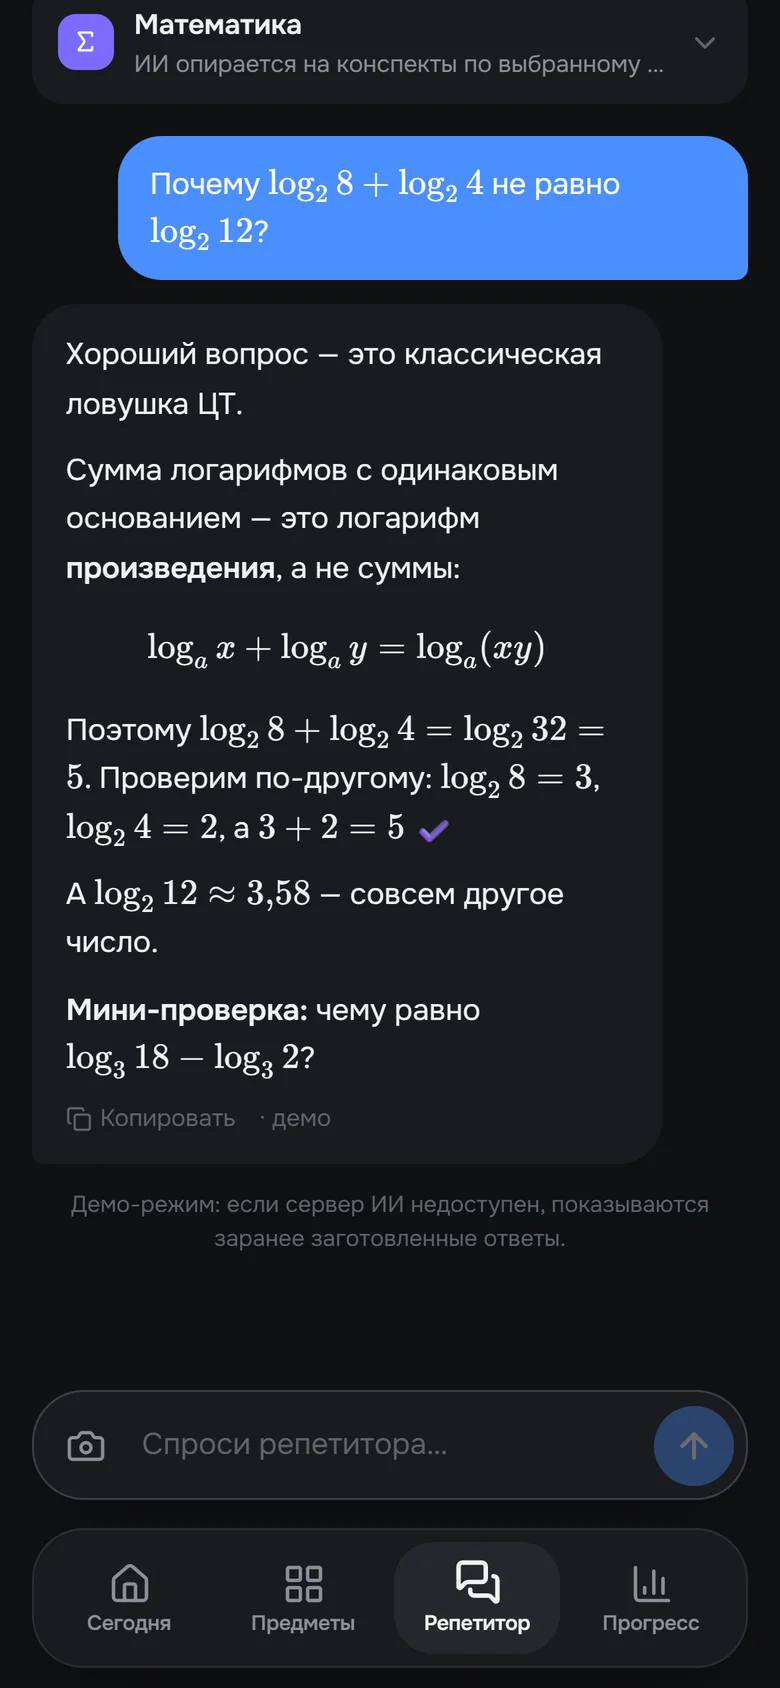 Σ
Математика
ИИ опирается на конспекты по выбранному ...
Почему log₂ 8 + log₂ 4 не равно
log₂ 12?
Хороший вопрос — это классическая
ловушка ЦТ.
Сумма логарифмов с одинаковым
основанием — это логарифм
произведения, а не суммы:
logₐ x + logₐ y = logₐ(xy)
Поэтому log₂ 8 + log₂ 4 = log₂ 32 =
5. Проверим по-другому: log₂ 8 = 3,
log₂ 4 = 2, а 3 + 2 = 5 ✔
А log₂ 12 ≈ 3,58 — совсем другое
число.
Мини-проверка: чему равно
log₃ 18 − log₃ 2?
Копировать · демо
Демо-режим: если сервер ИИ недоступен, показываются
заранее заготовленные ответы.
Спроси репетитора...
Сегодня Предметы Репетитор Прогресс